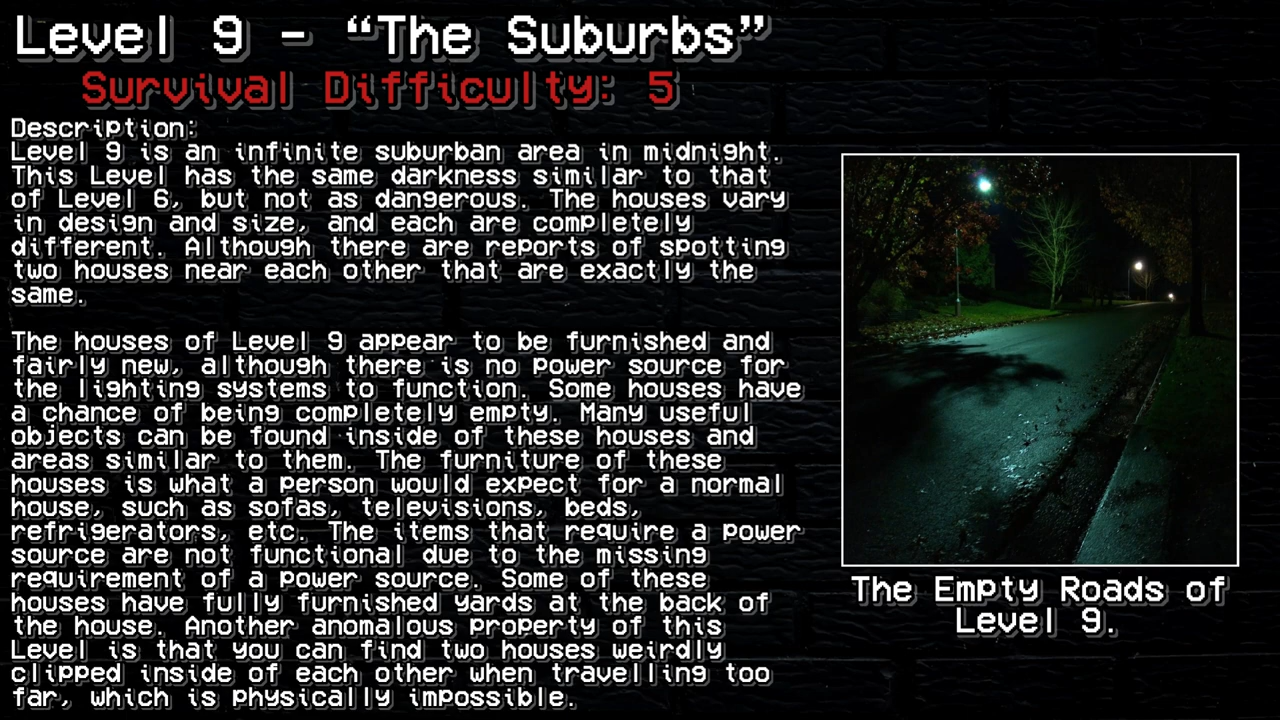 Level 9 - “The Suburbs”
Survival Difficulty: 5
Description:
Level 9 is an infinite suburban area in midnight.
This Level has the same darkness similar to that
of Level 6, but not as dangerous. The houses vary
in design and size, and each are completely
different. Although there are reports of spotting
two houses near each other that are exactly the
same.
The houses of Level 9 appear to be furnished and
fairly new, although there is no power source for
the lighting systems to function. Some houses have
a chance of being completely empty. Many useful
objects can be found inside of these houses and
areas similar to them. The furniture of these
houses is what a person would expect for a normal
house, such as sofas, televisions, beds,
refrigerators, etc. The items that require a power
source are not functional due to the missing
requirement of a power source. Some of these
houses have fully furnished yards at the back of
the house. Another anomalous property of this
Level is that you can find two houses weirdly
clipped inside of each other when travelling too
far, which is physically impossible.
The Empty Roads of
Level 9.